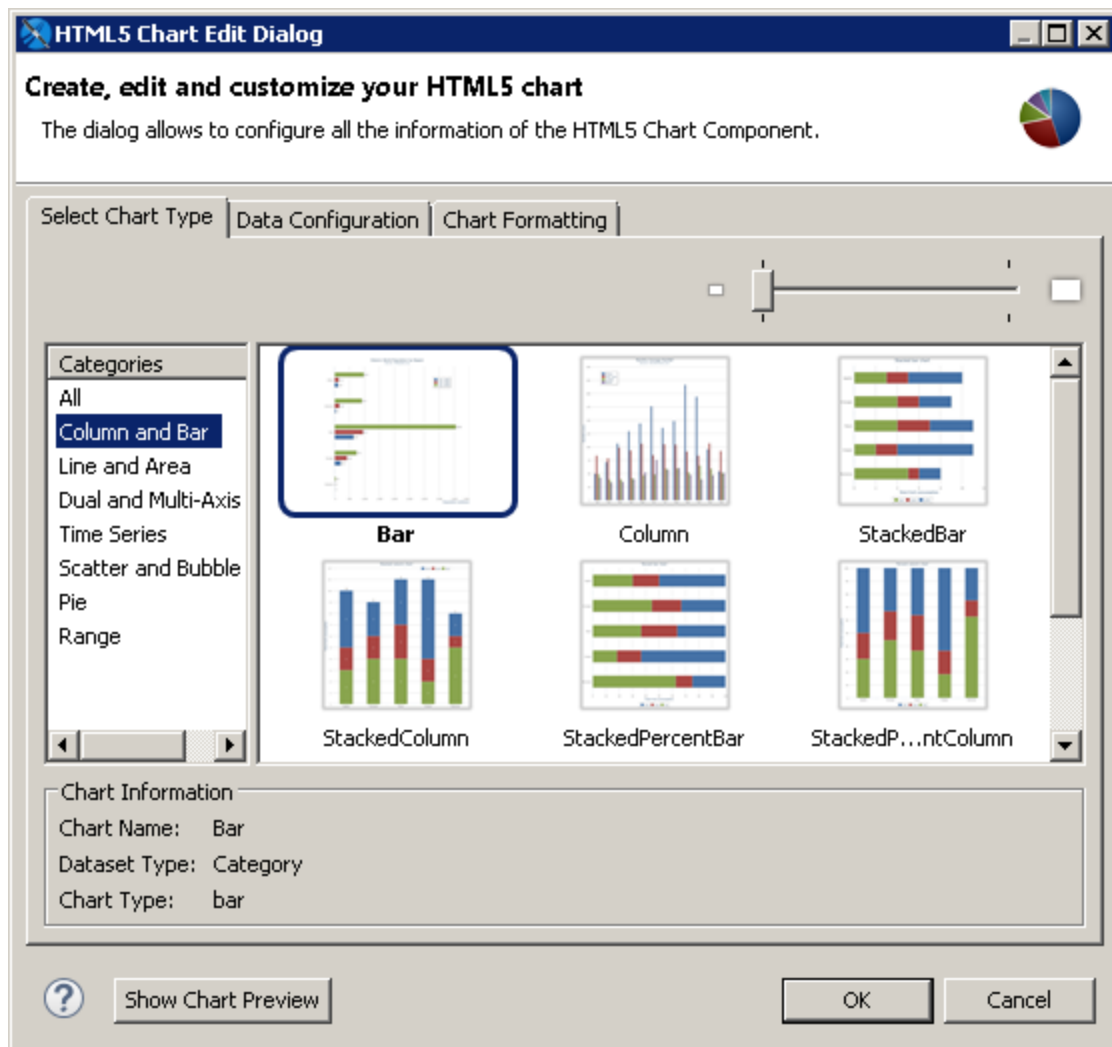 HTML5 Chart Edit Dialog
Create, edit and customize your HTML5 chart
The dialog allows to configure all the information of the HTML5 Chart Component.
Select Chart Type
Data Configuration
Chart Formatting
Categories
All
Column and Bar
Line and Area
Dual and Multi-Axis
Time Series
Scatter and Bubble
Pie
Range
Bar
Column
StackedBar
StackedColumn
StackedPercentBar
StackedP...ntColumn
Chart Information
Chart Name: Bar
Dataset Type: Category
Chart Type: bar
? Show Chart Preview
OK
Cancel